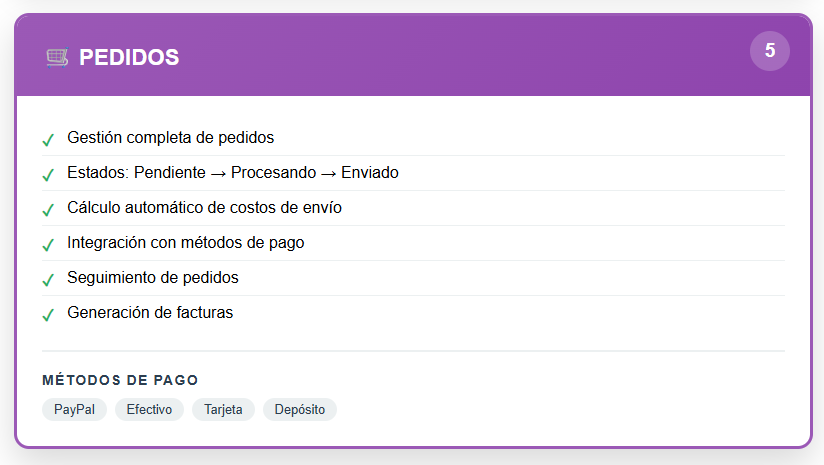 PEDIDOS
5
✓ Gestión completa de pedidos
✓ Estados: Pendiente → Procesando → Enviado
✓ Cálculo automático de costos de envío
✓ Integración con métodos de pago
✓ Seguimiento de pedidos
✓ Generación de facturas
MÉTODOS DE PAGO
PayPal Efectivo Tarjeta Depósito